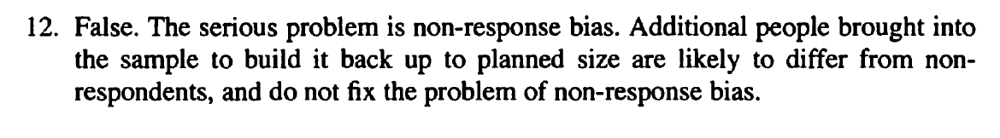 12. False. The serious problem is non-response bias. Additional people brought into
the sample to build it back up to planned size are likely to differ from non-
respondents, and do not fix the problem of non-response bias.